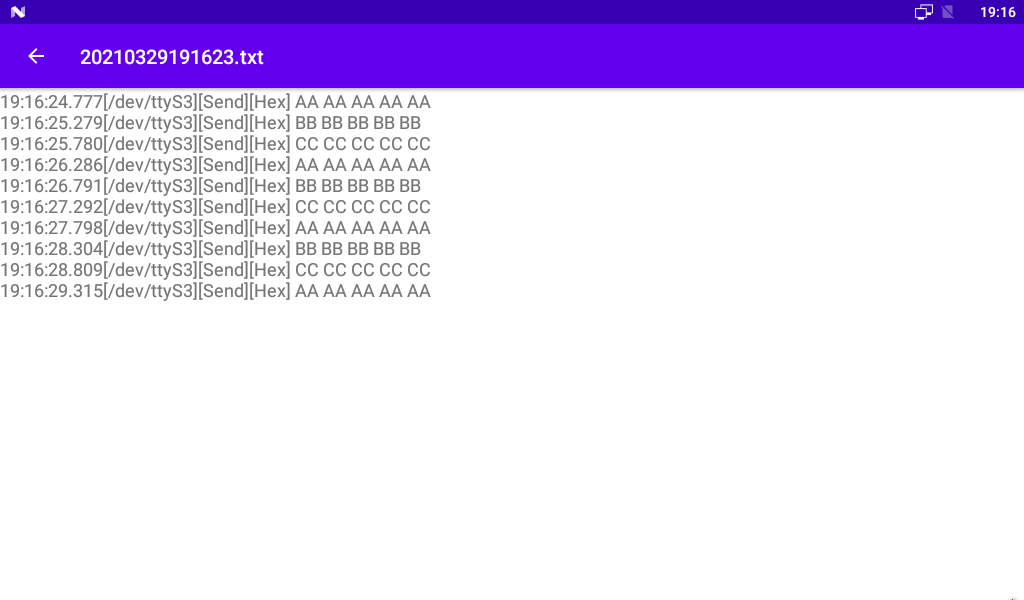 19:16
20210329191623.txt
19:16:24.777[/dev/ttyS3][Send][Hex] AA AA AA AA AA
19:16:25.279[/dev/ttyS3][Send][Hex] BB BB BB BB BB
19:16:25.780[/dev/ttyS3][Send][Hex] CC CC CC CC CC
19:16:26.286[/dev/ttyS3][Send][Hex] AA AA AA AA AA
19:16:26.791[/dev/ttyS3][Send][Hex] BB BB BB BB BB
19:16:27.292[/dev/ttyS3][Send][Hex] CC CC CC CC CC
19:16:27.798[/dev/ttyS3][Send][Hex] AA AA AA AA AA
19:16:28.304[/dev/ttyS3][Send][Hex] BB BB BB BB BB
19:16:28.809[/dev/ttyS3][Send][Hex] CC CC CC CC CC
19:16:29.315[/dev/ttyS3][Send][Hex] AA AA AA AA AA